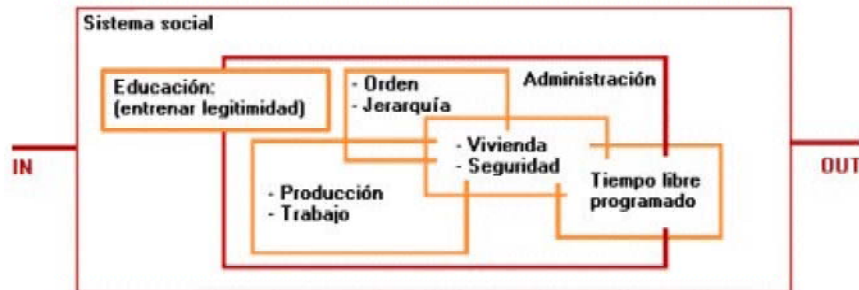 Sistema social
Educación:
(entrenar legitimidad)
- Orden
- Jerarquía
Administración
- Vivienda
- Seguridad
IN
OUT
Tiempo libre
programado
- Producción
- Trabajo